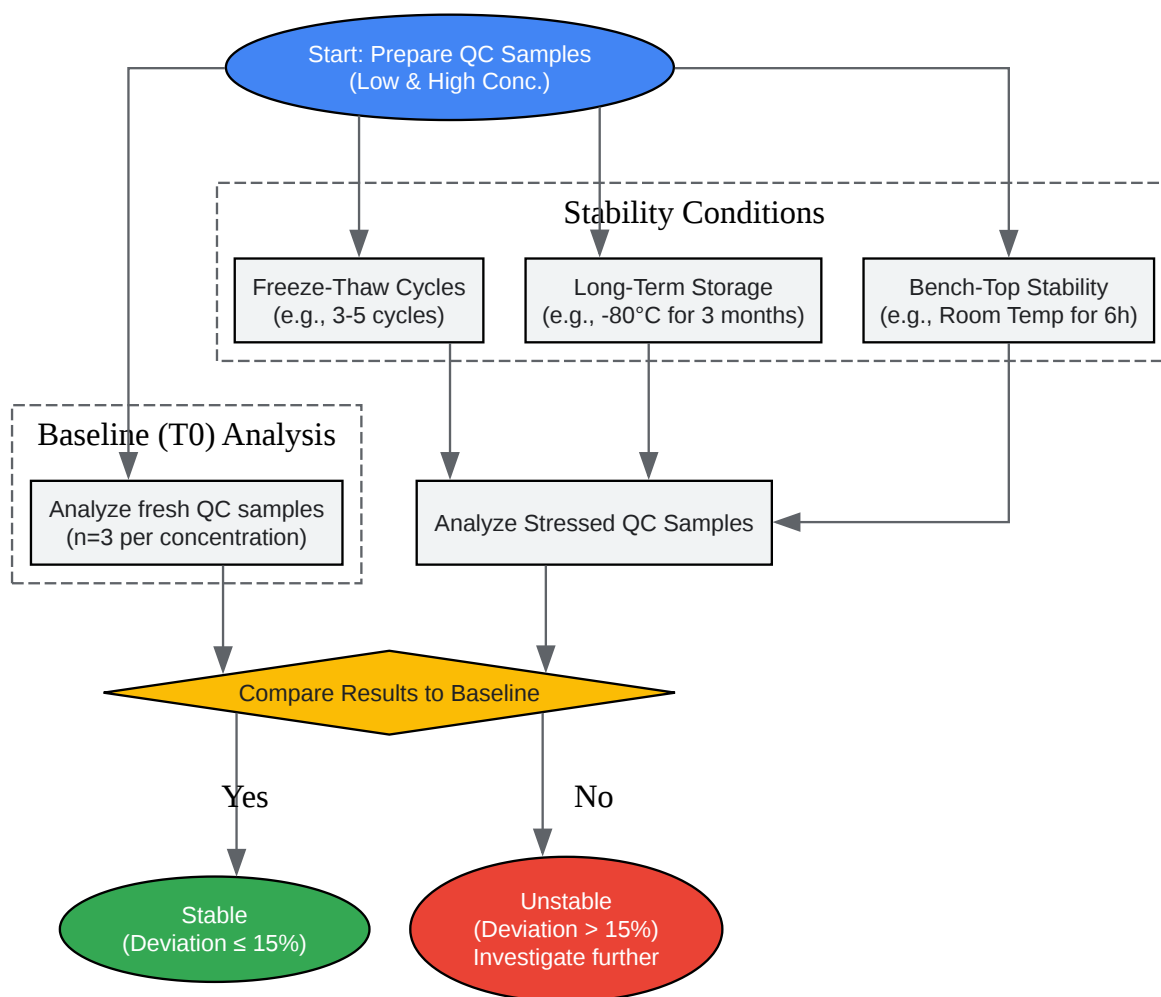 Start: Prepare QC Samples
(Low & High Conc.)
Stability Conditions
Freeze-Thaw Cycles
(e.g., 3-5 cycles)
Long-Term Storage
(e.g., -80°C for 3 months)
Bench-Top Stability
(e.g., Room Temp for 6h)
Baseline (T0) Analysis
Analyze fresh QC samples
(n=3 per concentration)
Analyze Stressed QC Samples
Compare Results to Baseline
Yes
No
Stable
(Deviation ≤ 15%)
Unstable
(Deviation > 15%)
Investigate further